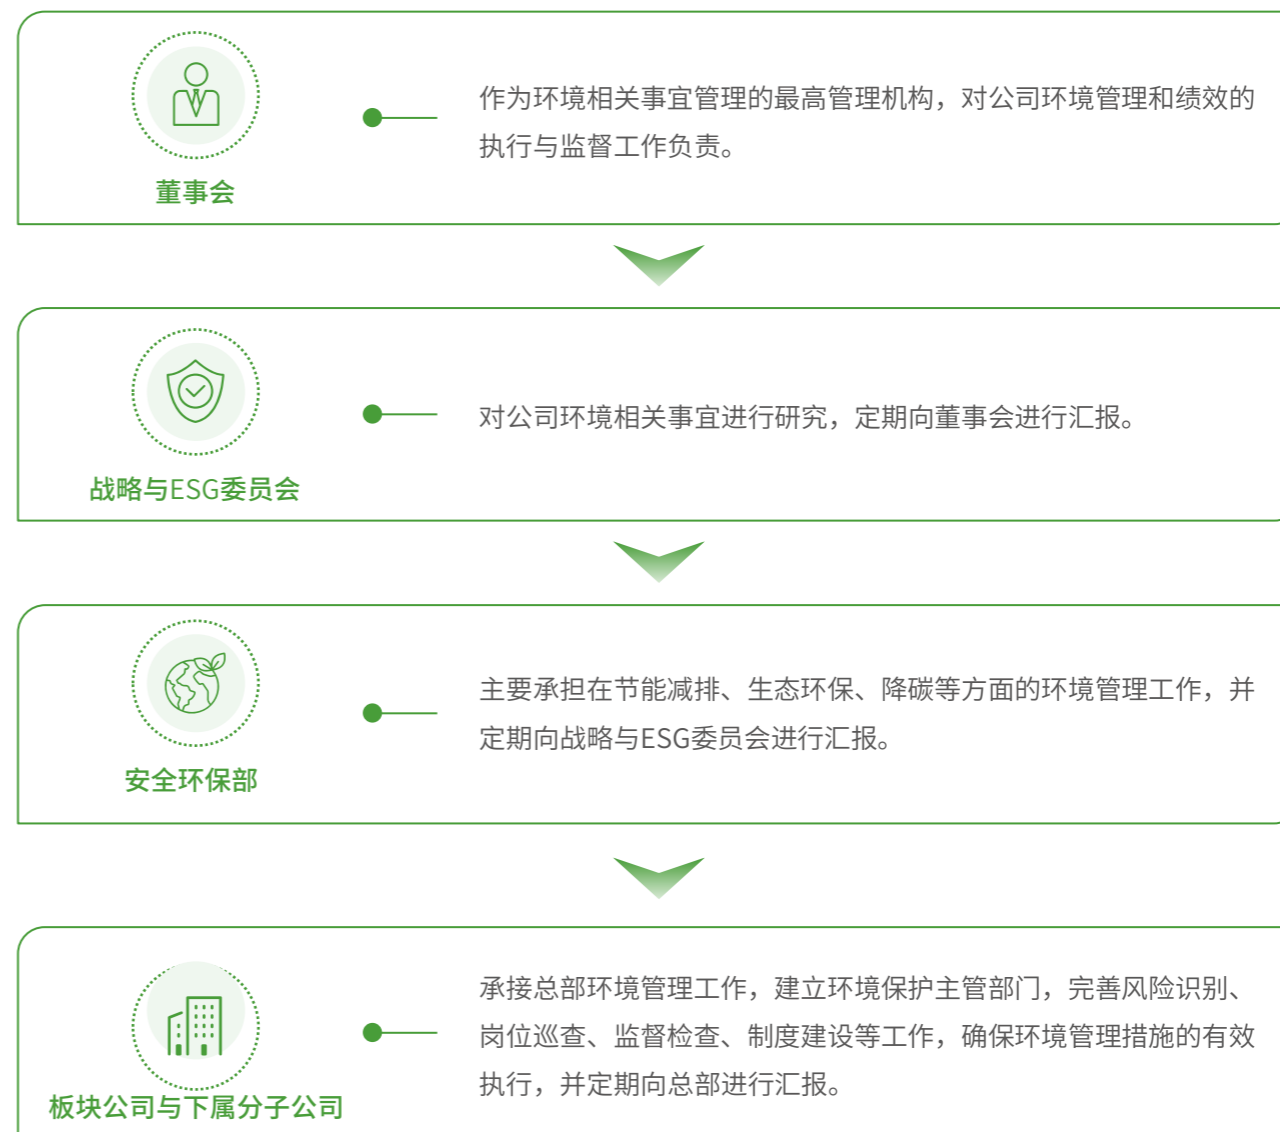 作为环境相关事宜管理的最高管理机构，对公司环境管理和绩效的
执行与监督工作负责。
董事会
对公司环境相关事宜进行研究，定期向董事会进行汇报。
战略与ESG委员会
主要承担在节能减排、生态环保、降碳等方面的环境管理工作，并
定期向战略与ESG委员会进行汇报。
安全环保部
承接总部环境管理工作，建立环境保护主管部门，完善风险识别、
岗位巡查、监督检查、制度建设等工作，确保环境管理措施的有效
执行，并定期向总部进行汇报。
板块公司与下属分子公司